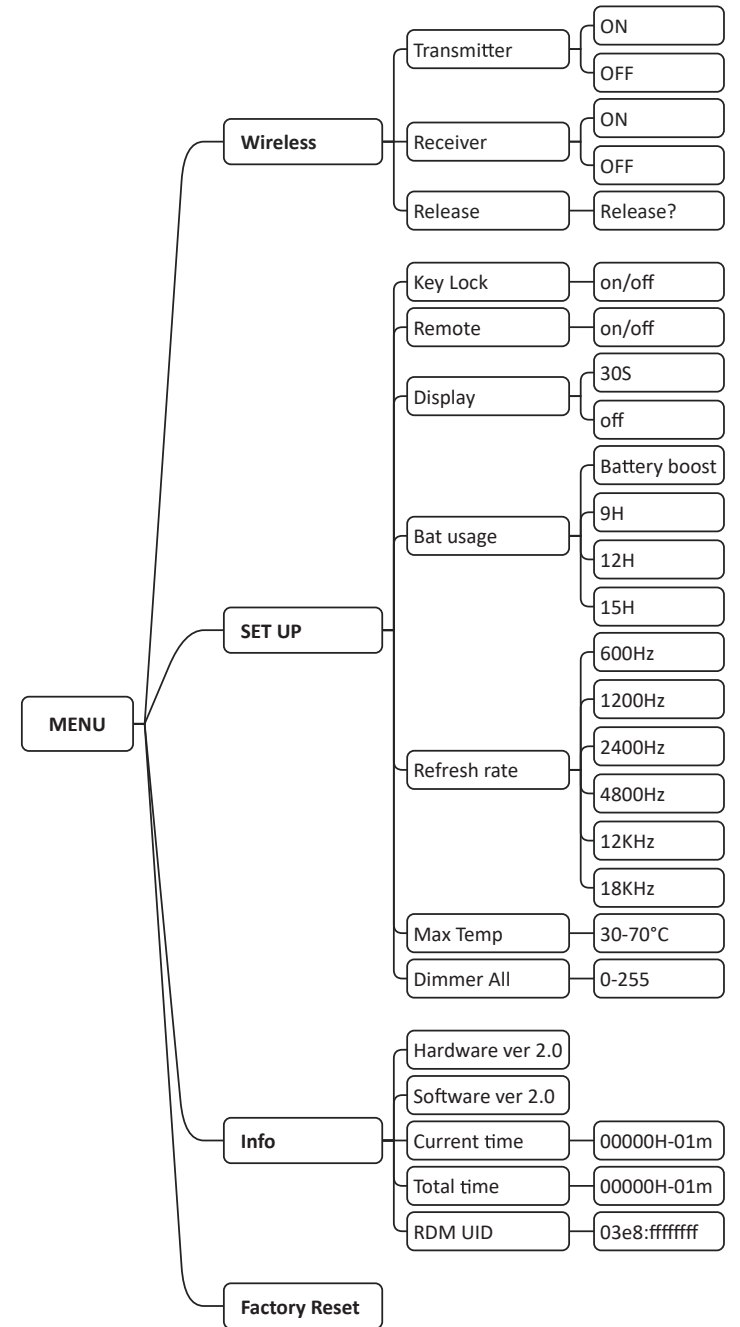 MENU
Wireless
Transmitter
ON
OFF
Receiver
ON
OFF
Release
Release?
SET UP
Key Lock
on/off
Remote
on/off
Display
30S
off
Bat usage
Battery boost
9H
12H
15H
Refresh rate
600Hz
1200Hz
2400Hz
4800Hz
12KHz
18KHz
Max Temp
30-70°C
Dimmer All
0-255
Info
Hardware ver 2.0
Software ver 2.0
Current time
00000H-01m
Total time
00000H-01m
RDM UID
03e8:ffffffff
Factory Reset